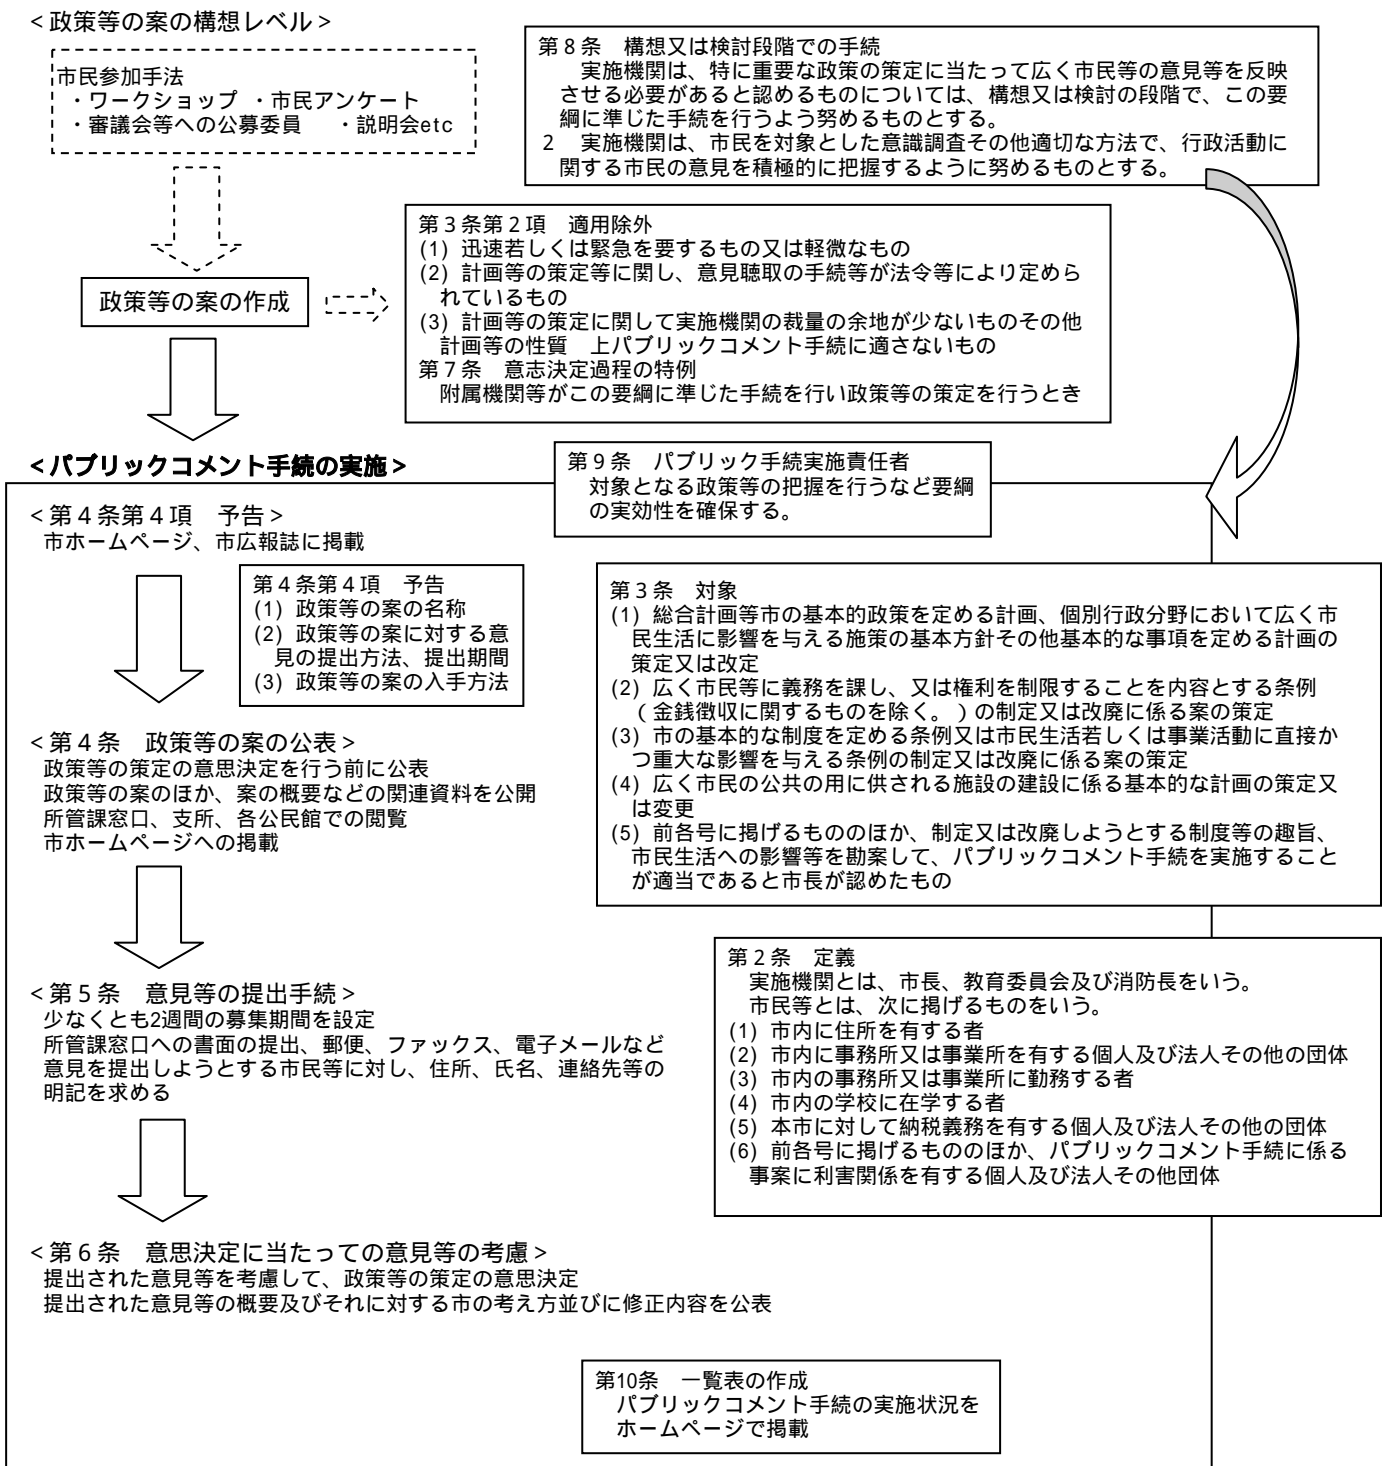 ＜政策等の案の構想レベル＞
市民参加手法
・ワークショップ ・市民アンケート
・審議会等への公募委員　・説明会etc
第８条　構想又は検討段階での手続
実施機関は、特に重要な政策の策定に当たって広く市民等の意見等を反映
させる必要があると認めるものについては、構想又は検討の段階で、この要
綱に準じた手続を行うよう努めるものとする。
２　実施機関は、市民を対象とした意識調査その他適切な方法で、行政活動に
関する市民の意見を積極的に把握するように努めるものとする。
第３条第２項　適用除外
(1) 迅速若しくは緊急を要するもの又は軽微なもの
(2) 計画等の策定等に関し、意見聴取の手続等が法令等により定めら
れているもの
(3) 計画等の策定に関して実施機関の裁量の余地が少ないものその他
計画等の性質　上パブリックコメント手続に適さないもの
第７条　意志決定過程の特例
附属機関等がこの要綱に準じた手続を行い政策等の策定を行うとき
政策等の案の作成
＜パブリックコメント手続の実施＞
第９条　パブリック手続実施責任者
対象となる政策等の把握を行うなど要綱
の実効性を確保する。
＜第４条第４項　予告＞
市ホームページ、市広報誌に掲載
第４条第４項　予告
(1) 政策等の案の名称
(2) 政策等の案に対する意
見の提出方法、提出期間
(3) 政策等の案の入手方法
第３条　対象
(1) 総合計画等市の基本的政策を定める計画、個別行政分野において広く市
民生活に影響を与える施策の基本方針その他基本的な事項を定める計画の
策定又は改定
(2) 広く市民等に義務を課し、又は権利を制限することを内容とする条例
（金銭徴収に関するものを除く。）の制定又は改廃に係る案の策定
(3) 市の基本的な制度を定める条例又は市民生活若しくは事業活動に直接か
つ重大な影響を与える条例の制定又は改廃に係る案の策定
(4) 広く市民の公共の用に供される施設の建設に係る基本的な計画の策定又
は変更
(5) 前各号に掲げるもののほか、制定又は改廃しようとする制度等の趣旨、
市民生活への影響等を勘案して、パブリックコメント手続を実施すること
が適当であると市長が認めたもの
＜第４条　政策等の案の公表＞
政策等の策定の意思決定を行う前に公表
政策等の案のほか、案の概要などの関連資料を公開
所管課窓口、支所、各公民館での閲覧
市ホームページへの掲載
第２条　定義
実施機関とは、市長、教育委員会及び消防長をいう。
市民等とは、次に掲げるものをいう。
(1) 市内に住所を有する者
(2) 市内に事務所又は事業所を有する個人及び法人その他の団体
(3) 市内の事務所又は事業所に勤務する者
(4) 市内の学校に在学する者
(5) 本市に対して納税義務を有する個人及び法人その他の団体
(6) 前各号に掲げるもののほか、パブリックコメント手続に係る
事案に利害関係を有する個人及び法人その他団体
＜第５条　意見等の提出手続＞
少なくとも2週間の募集期間を設定
所管課窓口への書面の提出、郵便、ファックス、電子メールなど
意見を提出しようとする市民等に対し、住所、氏名、連絡先等の
明記を求める
＜第６条　意思決定に当たっての意見等の考慮＞
提出された意見等を考慮して、政策等の策定の意思決定
提出された意見等の概要及びそれに対する市の考え方並びに修正内容を公表
第10条　一覧表の作成
パブリックコメント手続の実施状況を
ホームページで掲載